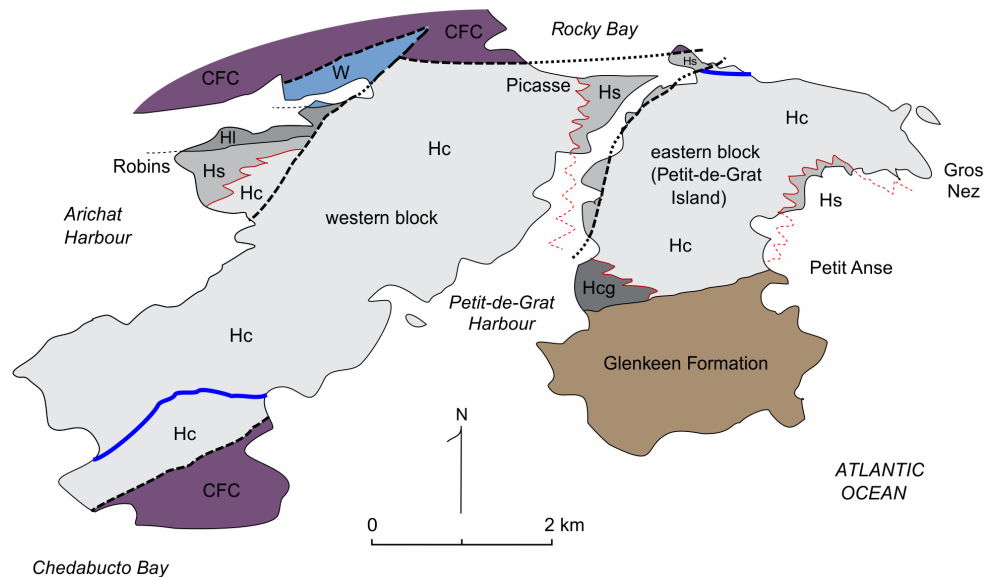 Rocky Bay
CFC
CFC
W
Hs
Picasse
Hs
Hc
Hl
Hc
Robins
Hs
eastern block
(Petit-de-Grat
Island)
Gros
Nez
Hc
Hs
Arichat
Harbour
western block
Hc
Petit Anse
Hcg
Petit-de-Grat
Harbour
Hc
Glenkeen Formation
N
Hc
ATLANTIC
OCEAN
CFC
0
2 km
Chedabucto Bay